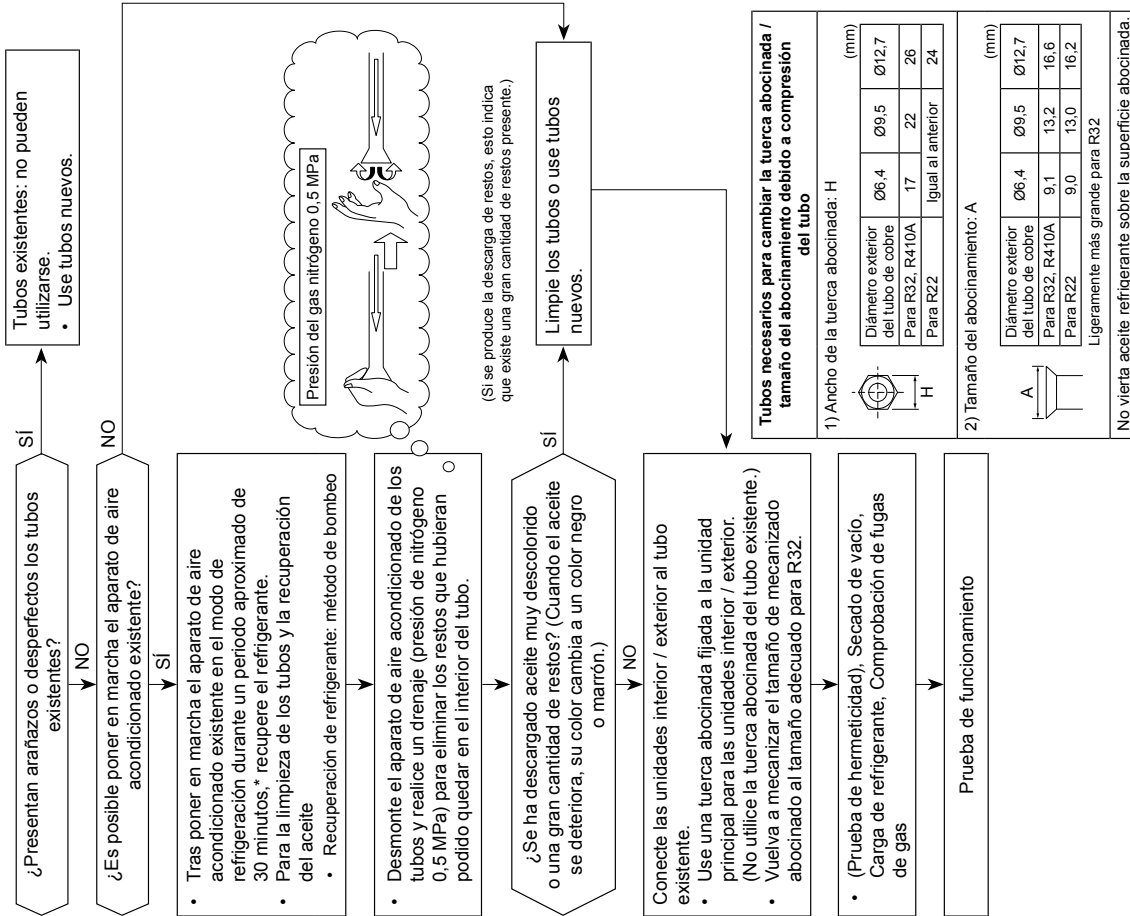 ¿Presentan arañazos o desperfectos los tubos
existentes?
SÍ
Tubos existentes: no pueden
utilizarse.
• Use tubos nuevos.
NO
¿Es posible poner en marcha el aparato de aire
acondicionado existente?
NO
SÍ
• Tras poner en marcha el aparato de aire
acondicionado existente en el modo de
refrigeración durante un periodo aproximado de
30 minutos,* recupere el refrigerante.
• Para la limpieza de los tubos y la recuperación
del aceite
• Recuperación de refrigerante: método de bombeo
Presión del gas nitrógeno 0,5 MPa
• Desmonte el aparato de aire acondicionado de los
tubos y realice un drenaje (presión de nitrógeno
0,5 MPa) para eliminar los restos que hubieran
podido quedar en el interior del tubo.
(Si se produce la descarga de restos, esto indica
que existe una gran cantidad de restos presente.)
¿Se ha descargado aceite muy descolorido
o una gran cantidad de restos? (Cuando el aceite
se deteriora, su color cambia a un color negro
o marrón.)
SÍ
Limpie los tubos o use tubos
nuevos.
NO
Conecte las unidades interior / exterior al tubo
existente.
• Use una tuerca abocinada fijada a la unidad
principal para las unidades interior / exterior.
(No utilice la tuerca abocinada del tubo existente.)
• Vuelva a mecanizar el tamaño de mecanizado
abocinado al tamaño adecuado para R32.
• (Prueba de hermeticidad), Secado de vacío,
Carga de refrigerante, Comprobación de fugas
de gas
Prueba de funcionamiento
Tubos necesarios para cambiar la tuerca abocinada /
tamaño del abocinamiento debido a compresión
del tubo
1) Ancho de la tuerca abocinada: H
(mm)
H
Diámetro exterior
del tubo de cobre Ø6,4 Ø9,5 Ø12,7
Para R32, R410A 17 22 26
Para R22 Igual al anterior 24
2) Tamaño del abocinamiento: A
(mm)
A
Diámetro exterior
del tubo de cobre Ø6,4 Ø9,5 Ø12,7
Para R32, R410A 9,1 13,2 16,6
Para R22 9,0 13,0 16,2
Ligeramente más grande para R32
No vierta aceite refrigerante sobre la superficie abocinada.